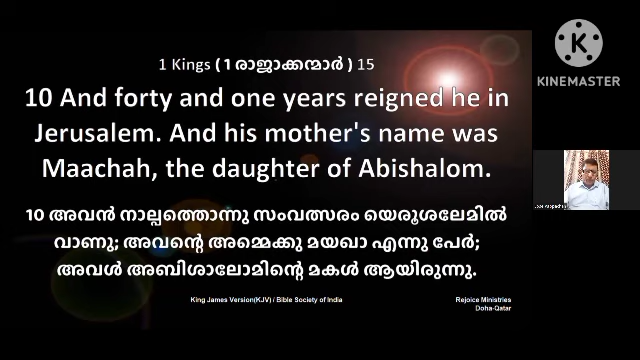 1 Kings ( 1 രാജാക്കന്മാർ ) 15
10 And forty and one years reigned he in
Jerusalem. And his mother's name was
Maachah, the daughter of Abishalom.
10 അവൻ നാല്പത്തൊന്നു സംവത്സരം യെരൂശലേമിൽ
വാണു; അവന്റെ അമ്മെക്കു മയഖാ എന്നു പേർ;
അവൾ അബീശാലോമിന്റെ മകൾ ആയിരുന്നു.
King James Version(KJV) / Bible Society of India
Rejoice Ministries
Doha-Qatar
KINEMASTER